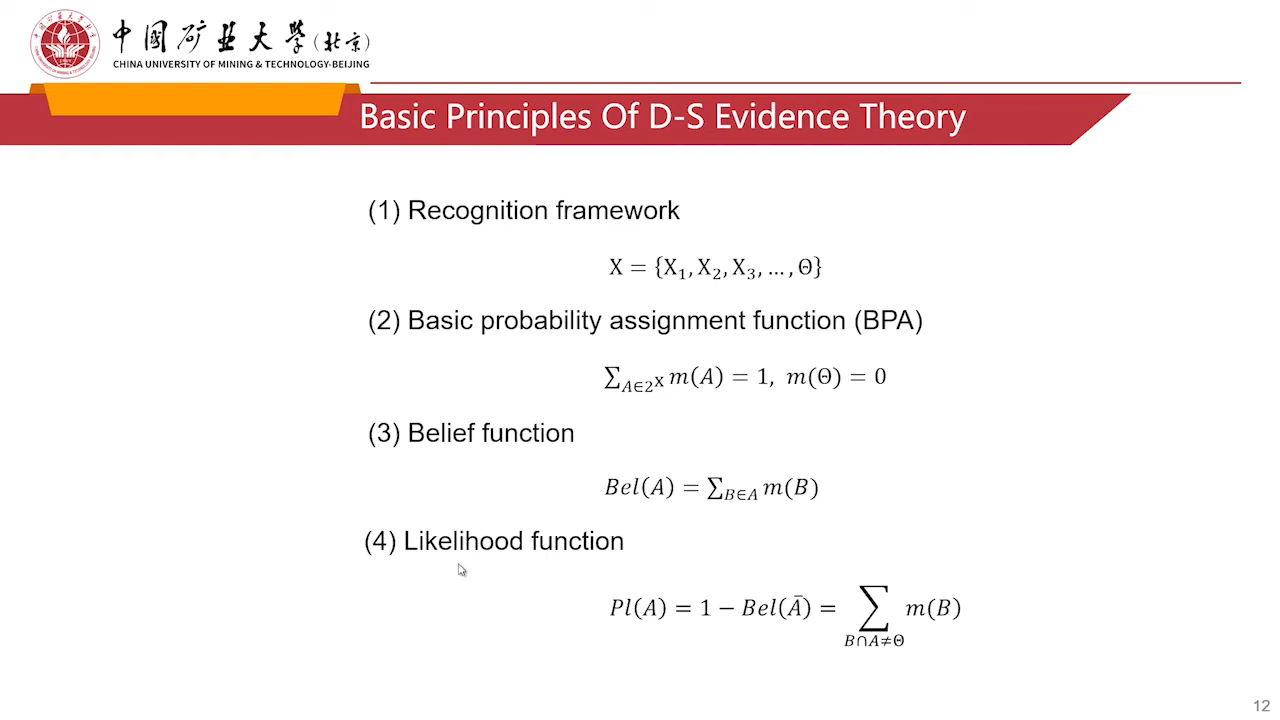 中国矿业大学(北京)
CHINA UNIVERSITY OF MINING & TECHNOLOGY-BEIJING
Basic Principles Of D-S Evidence Theory
(1) Recognition framework
X = {X₁, X₂, X₃, … , Θ}
(2) Basic probability assignment function (BPA)
∑_{A∈2^X} m(A) = 1, m(Θ) = 0
(3) Belief function
Bel(A) = ∑_{B∈A} m(B)
(4) Likelihood function
Pl(A) = 1 − Bel(Ā) = ∑_{B∩A≠Θ} m(B)
12